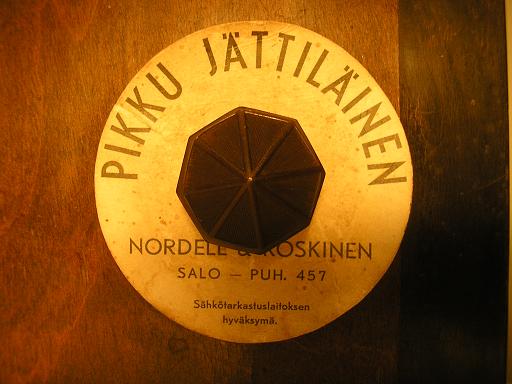 PIKKU JÄTTILÄINEN
NORDELL & KOSKINEN
SALO — PUH. 457
Sähkötarkastuslaitoksen
hyväksymä.